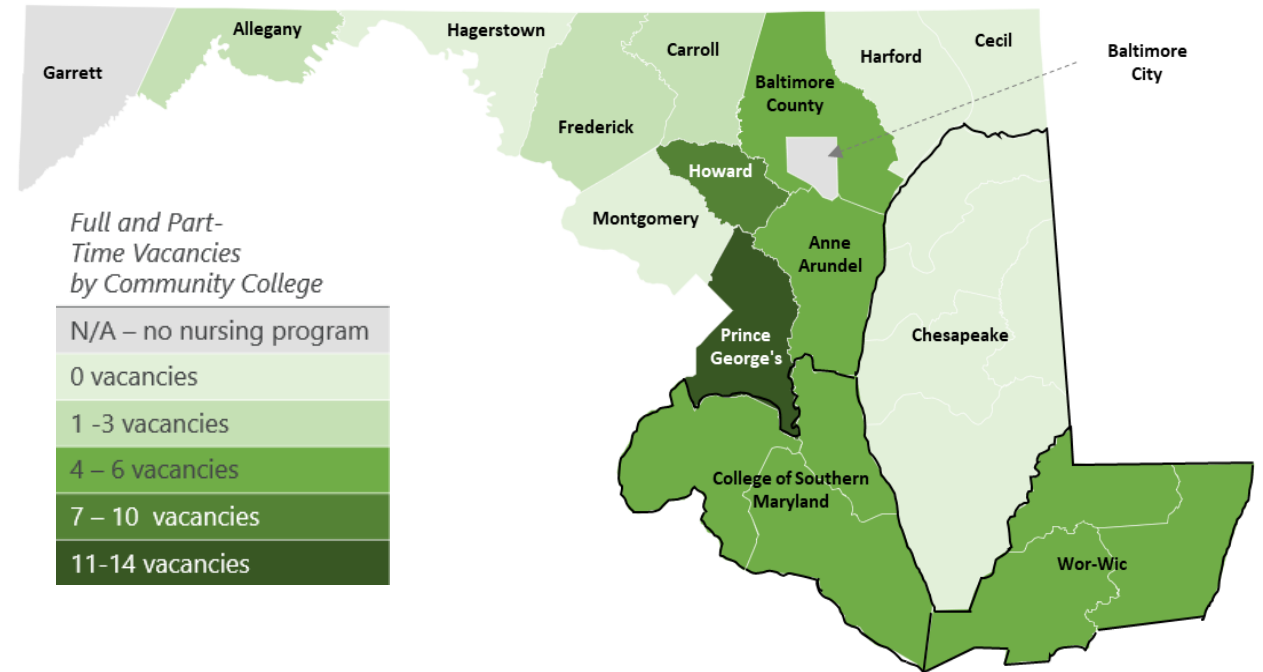 Allegany
Hagerstown
Carroll
Harford
Cecil
Baltimore
City
Garrett
Baltimore
County
Frederick
Howard
Montgomery
Anne
Arundel
Prince
George's
Chesapeake
College of Southern
Maryland
Wor-Wic
Full and Part-
Time Vacancies
by Community College
N/A – no nursing program
0 vacancies
1 -3 vacancies
4 – 6 vacancies
7 – 10  vacancies
11-14 vacancies